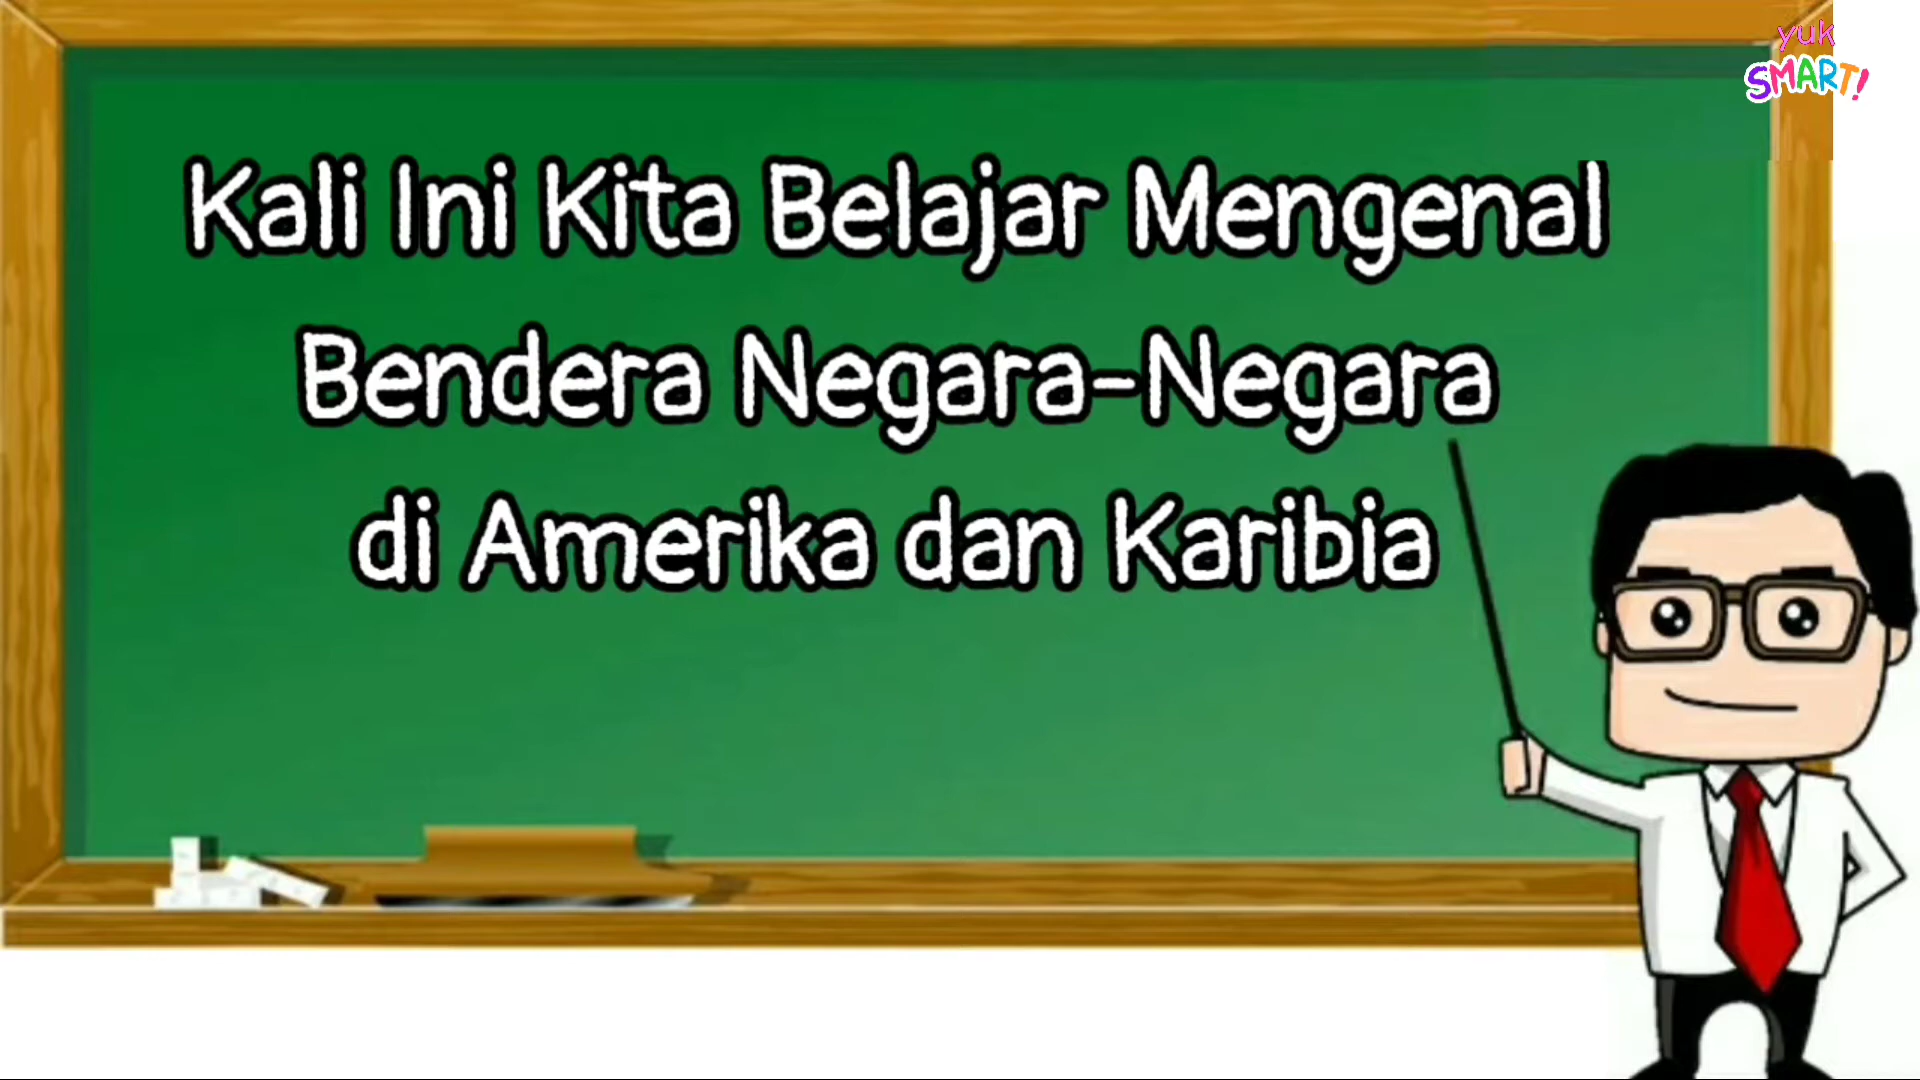 yuk
SMART!
Kali Ini Kita Belajar Mengenal
Bendera Negara-Negara
di Amerika dan Karibia